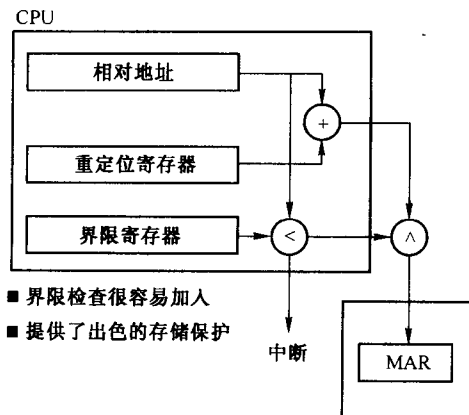 CPU
相对地址
+
重定位寄存器
界限寄存器
<
^
■ 界限检查很容易加入
■ 提供了出色的存储保护
中断
MAR